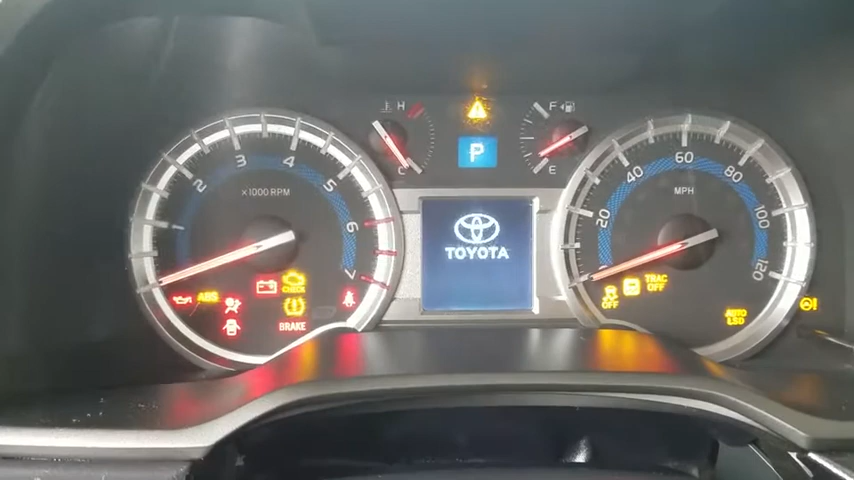 H
C
P
F
E
2
3
4
5
6
7
×1000 RPM
ABS
CHECK
BRAKE
TOYOTA
20
40
60
80
100
120
MPH
OFF
TRAC
OFF
AUTO
LSD